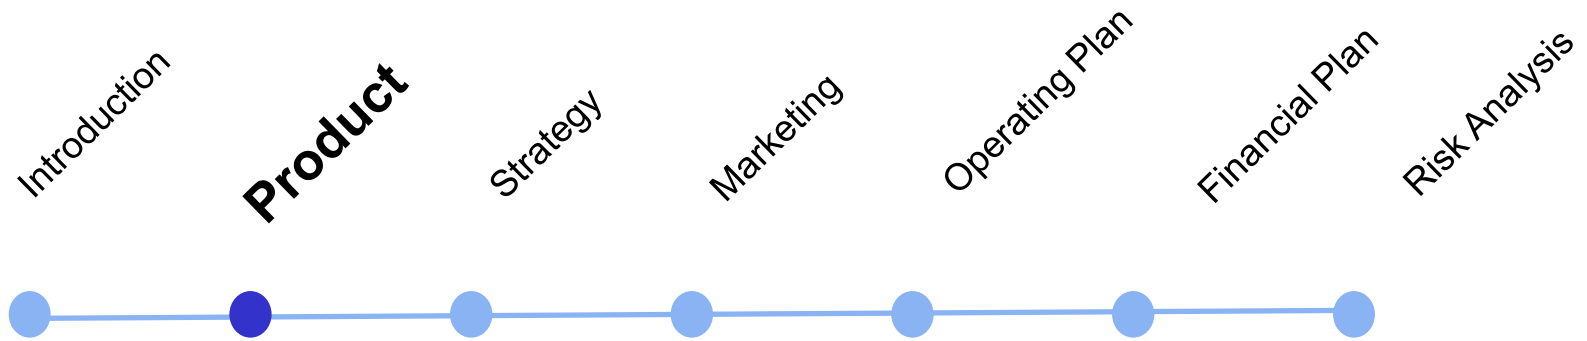 Introduction
Product
Strategy
Marketing
Operating Plan
Financial Plan
Risk Analysis